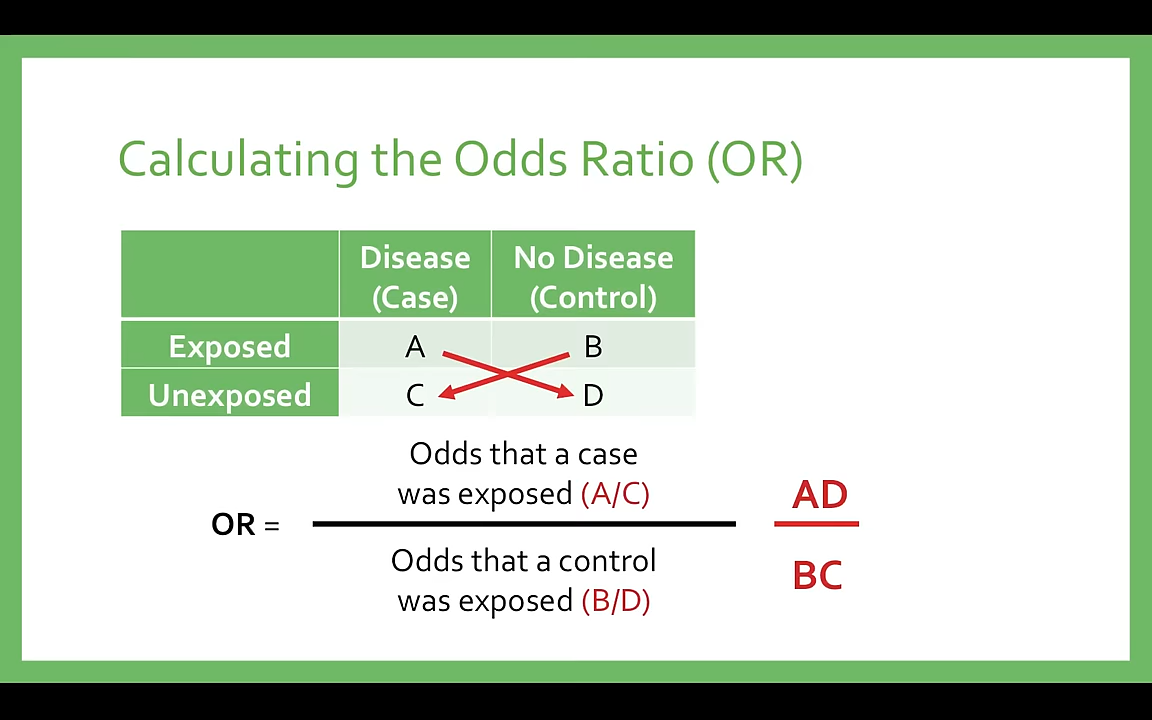 Calculating the Odds Ratio (OR)
Disease No Disease
(Case) (Control)
Exposed A B
Unexposed C D
Odds that a case
was exposed (A/C)
OR =
Odds that a control
was exposed (B/D)
AD
BC